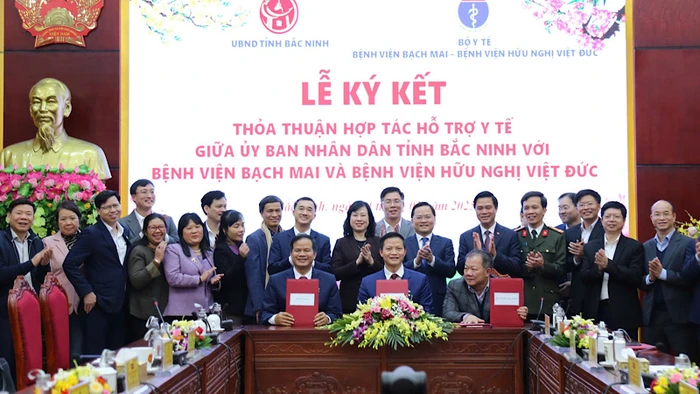 UBND TỈNH BẮC NINH
BỘ Y TẾ
BỆNH VIỆN BẠCH MAI – BỆNH VIỆN HỮU NGHỊ VIỆT ĐỨC
LỄ KÝ KẾT
THỎA THUẬN HỢP TÁC HỖ TRỢ Y TẾ
GIỮA ỦY BAN NHÂN DÂN TỈNH BẮC NINH VỚI
BỆNH VIỆN BẠCH MAI VÀ BỆNH VIỆN HỮU NGHỊ VIỆT ĐỨC